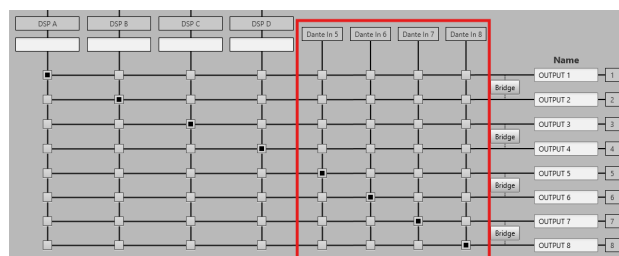 DSP A DSP B DSP C DSP D
Dante In 5 Dante In 6 Dante In 7 Dante In 8
Name
OUTPUT 1 1
Bridge
OUTPUT 2 2
OUTPUT 3 3
Bridge
OUTPUT 4 4
OUTPUT 5 5
Bridge
OUTPUT 6 6
OUTPUT 7 7
Bridge
OUTPUT 8 8